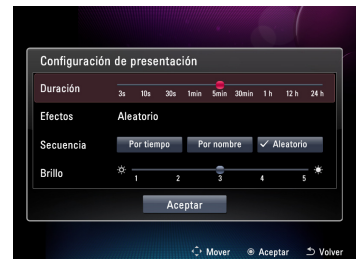 Configuración de presentación
Duración
3s 10s 30s 1min 5min 30min 1 h 12 h 24 h
Efectos Aleatorio
Secuencia Por tiempo Por nombre ✓ Aleatorio
Brillo
1 2 3 4 5
Aceptar
Mover Aceptar Volver